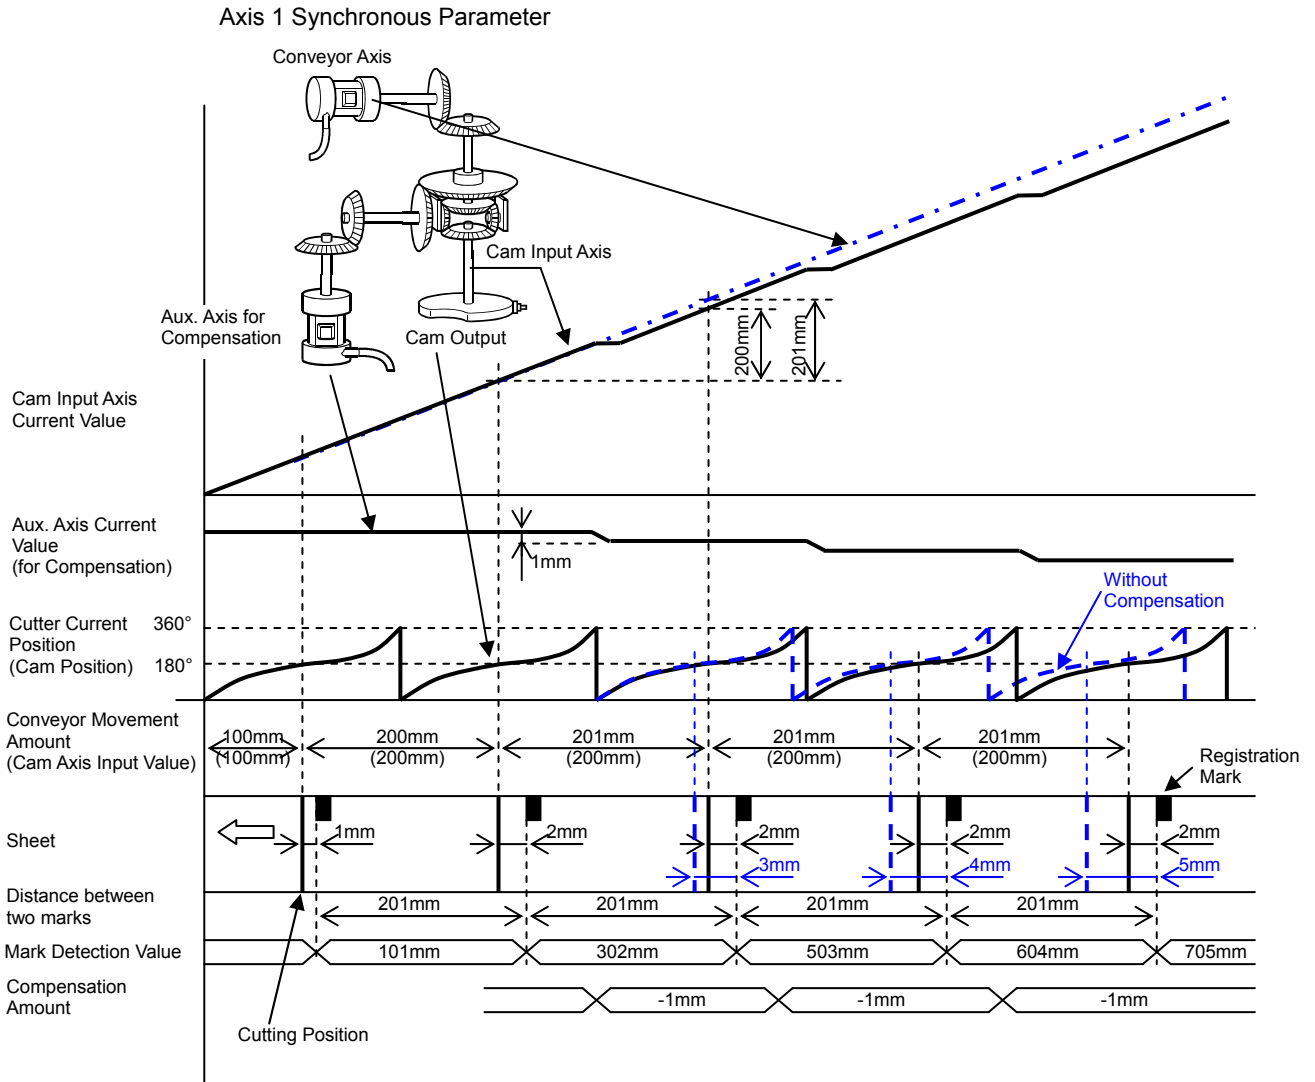 Axis 1 Synchronous Parameter
Conveyor Axis
Cam Input Axis
Aux. Axis for
Compensation
Cam Output
200mm
201mm
Cam Input Axis
Current Value
Aux. Axis Current
Value
(for Compensation)
1mm
Without
Compensation
Cutter Current
Position
(Cam Position)
360°
180°
Conveyor Movement
Amount
(Cam Axis Input Value)
100mm
(100mm)
200mm
(200mm)
201mm
(200mm)
201mm
(200mm)
201mm
(200mm)
Registration
Mark
Sheet
1mm
2mm
2mm
2mm
2mm
3mm
4mm
5mm
Distance between
two marks
201mm
201mm
201mm
201mm
Mark Detection Value
101mm
302mm
503mm
604mm
705mm
Compensation
Amount
-1mm
-1mm
-1mm
Cutting Position